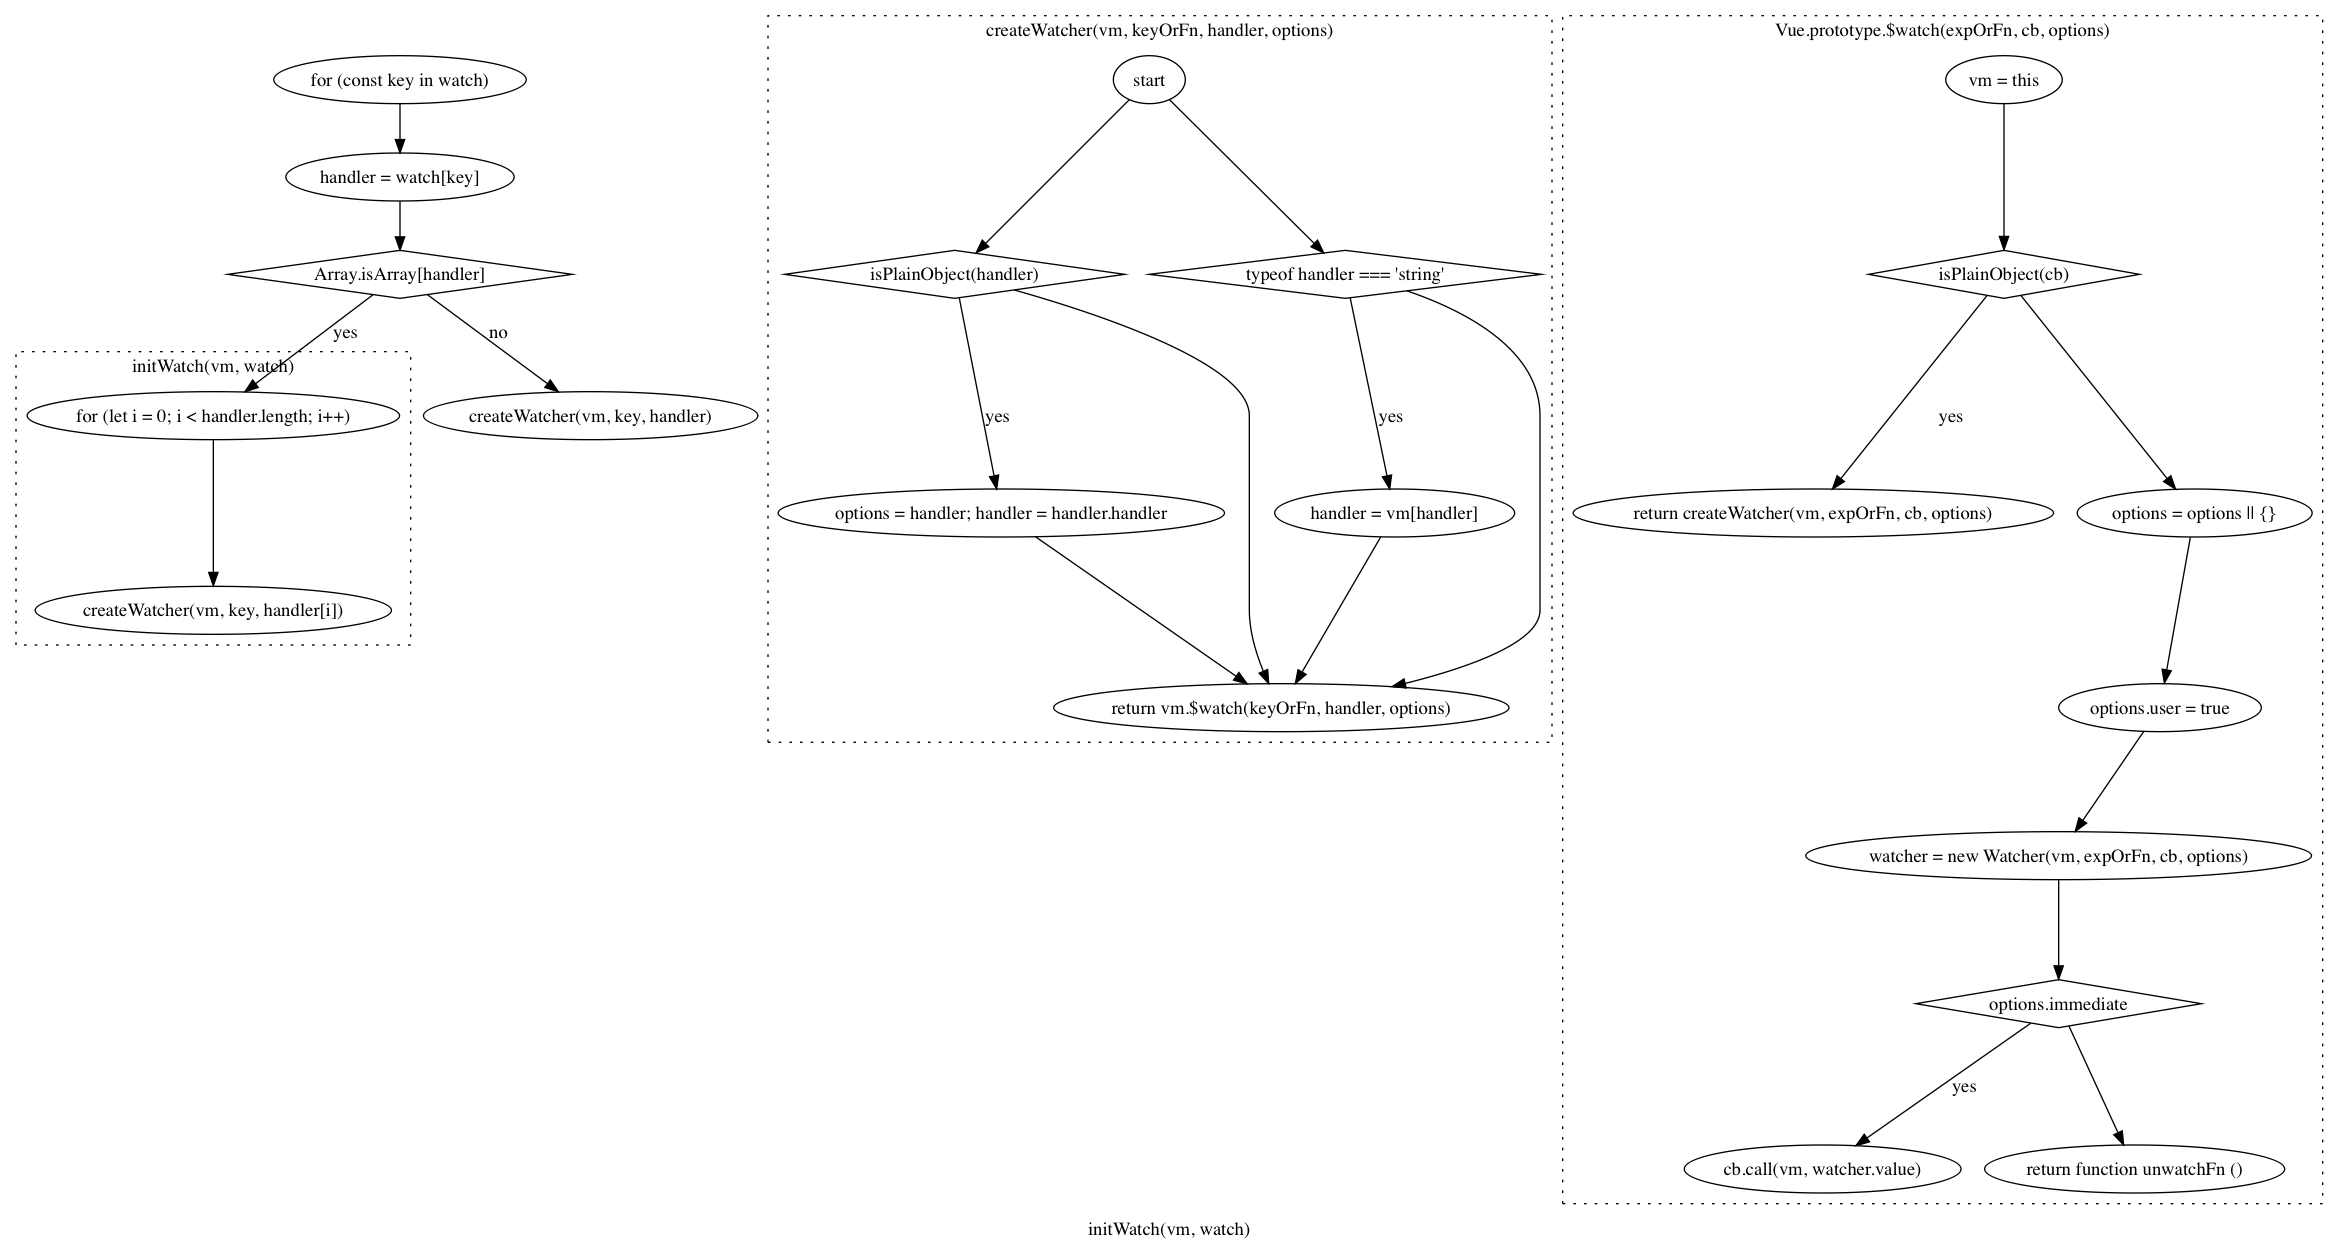 for (const key in watch)
handler = watch[key]
Array.isArray[handler]
yes
no
initWatch(vm, watch)
for (let i = 0; i < handler.length; i++)
createWatcher(vm, key, handler)
createWatcher(vm, key, handler[i])
createWatcher(vm, keyOrFn, handler, options)
start
isPlainObject(handler)
typeof handler === 'string'
yes
yes
options = handler; handler = handler.handler
handler = vm[handler]
return vm.$watch(keyOrFn, handler, options)
Vue.prototype.$watch(expOrFn, cb, options)
vm = this
isPlainObject(cb)
yes
return createWatcher(vm, expOrFn, cb, options)
options = options || {}
options.user = true
watcher = new Watcher(vm, expOrFn, cb, options)
options.immediate
yes
cb.call(vm, watcher.value)
return function unwatchFn ()
initWatch(vm, watch)